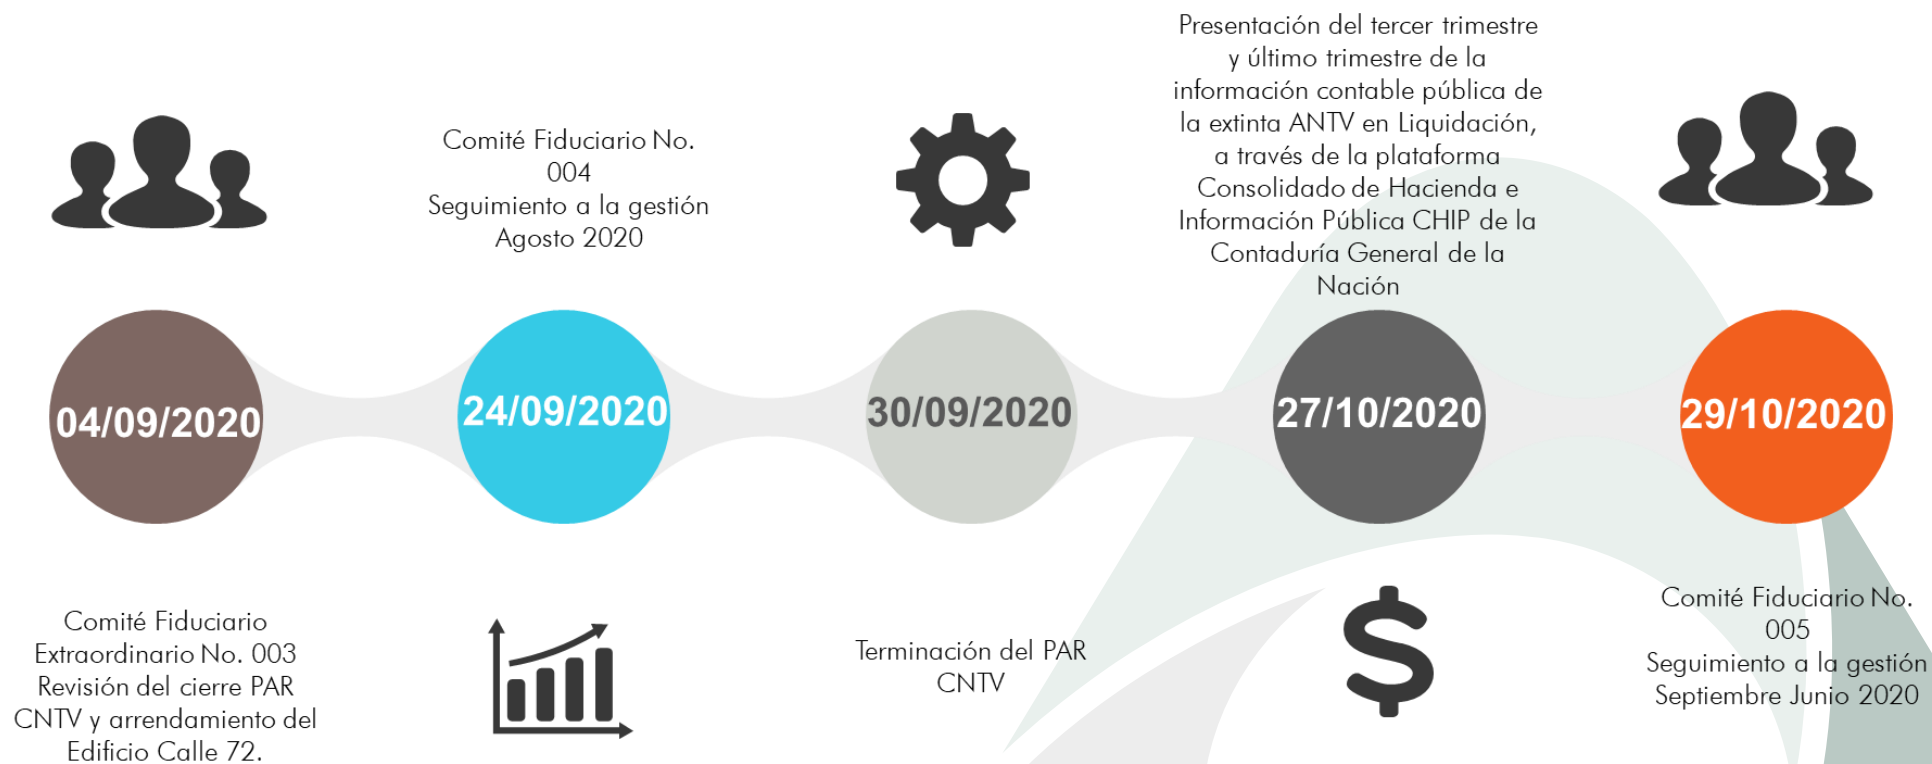 04/09/2020
Comité Fiduciario
Extraordinario No. 003
Revisión del cierre PAR
CNTV y arrendamiento del
Edificio Calle 72.
Comité Fiduciario No.
004
Seguimiento a la gestión
Agosto 2020
24/09/2020
30/09/2020
Terminación del PAR
CNTV
Presentación del tercer trimestre
y último trimestre de la
información contable pública de
la extinta ANTV en Liquidación,
a través de la plataforma
Consolidado de Hacienda e
Información Pública CHIP de la
Contaduría General de la
Nación
27/10/2020
$
29/10/2020
Comité Fiduciario No.
005
Seguimiento a la gestión
Septiembre Junio 2020